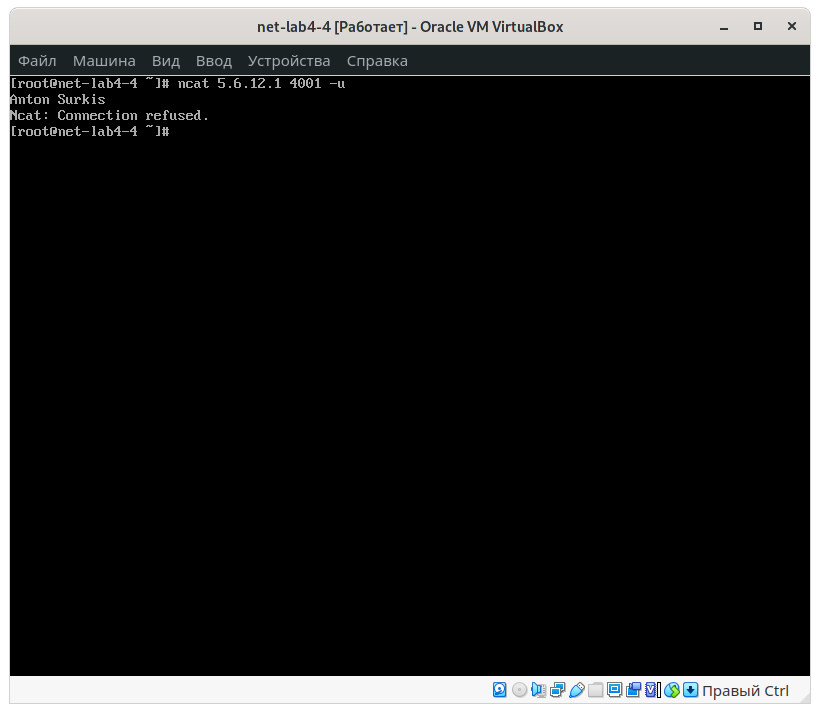 net-lab4-4 [Работает] - Oracle VM VirtualBox
Файл Машина Вид Ввод Устройства Справка
[root@net-lab4-4 ~]# ncat 5.6.12.1 4001 -u
Anton Surkis
Ncat: Connection refused.
[root@net-lab4-4 ~]#
Правый Ctrl